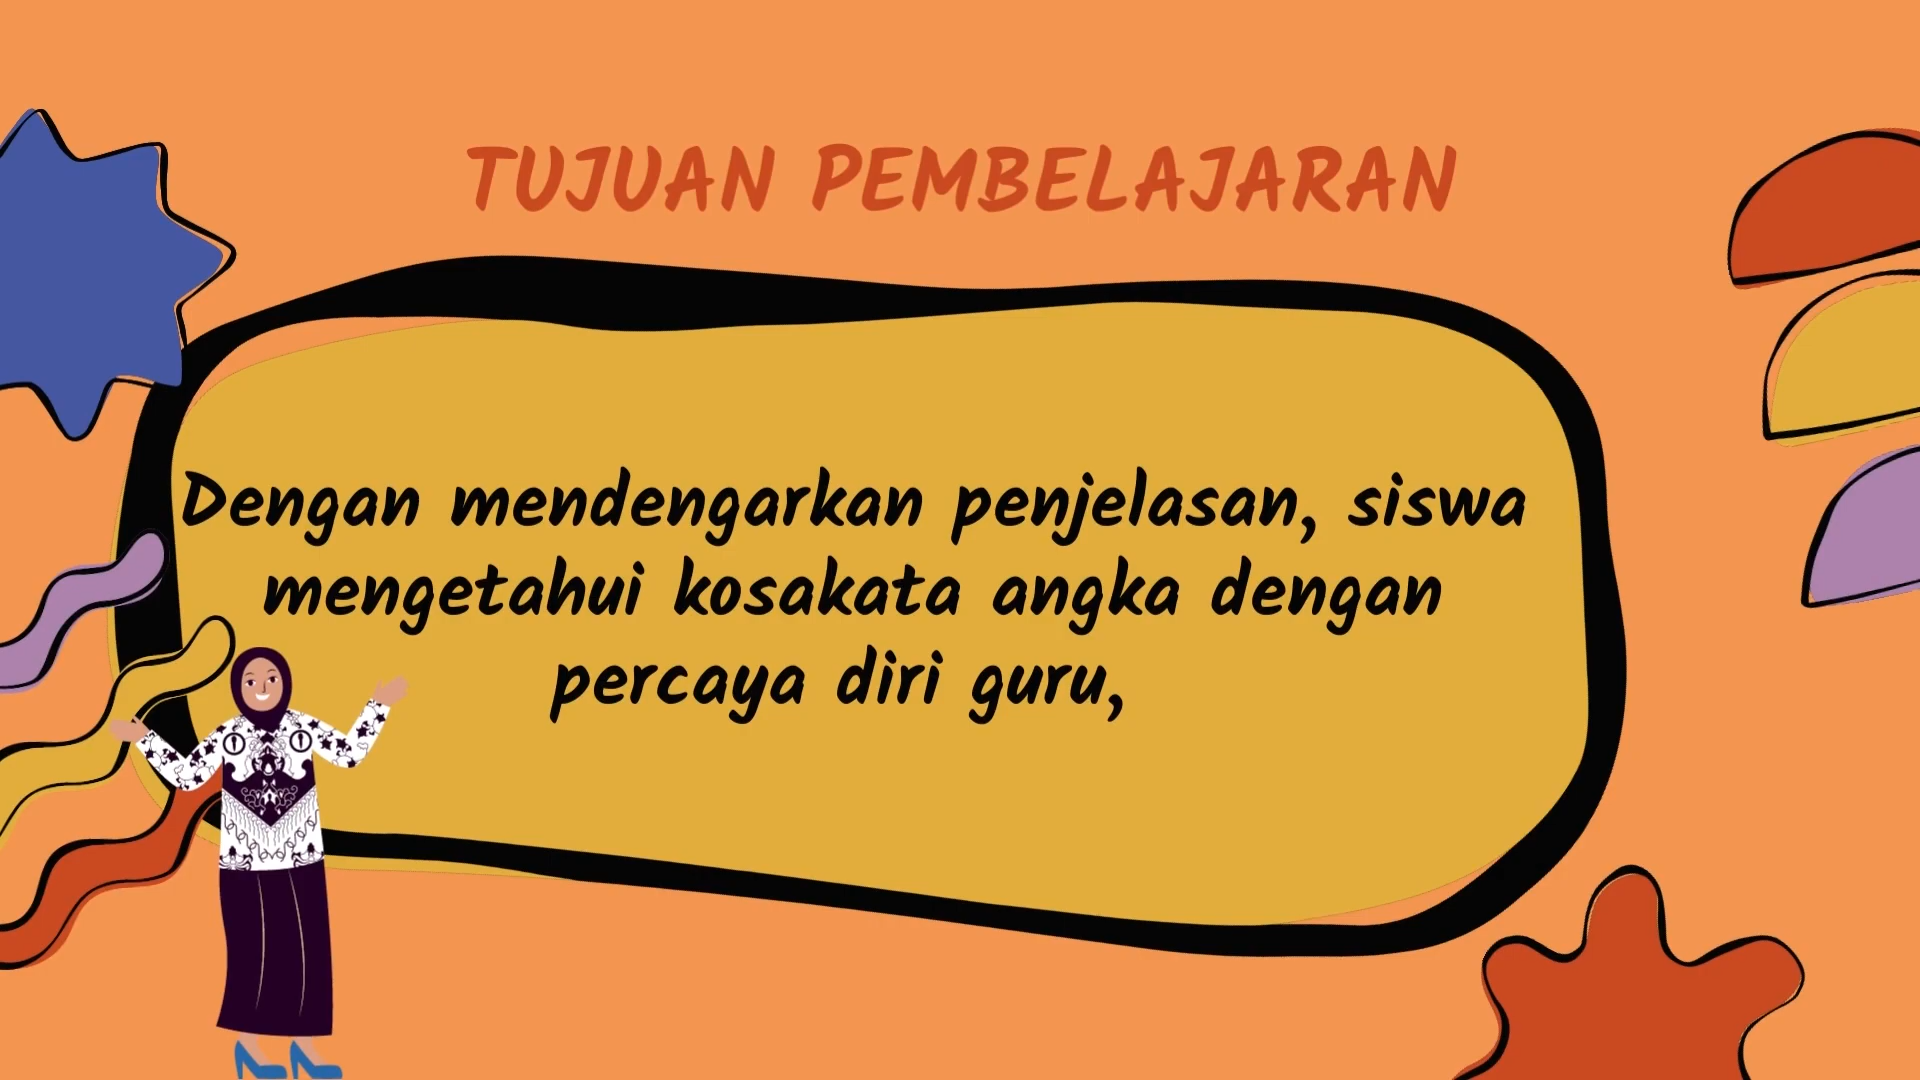 TUJUAN PEMBELAJARAN
Dengan mendengarkan penjelasan, siswa
mengetahui kosakata angka dengan
percaya diri guru,